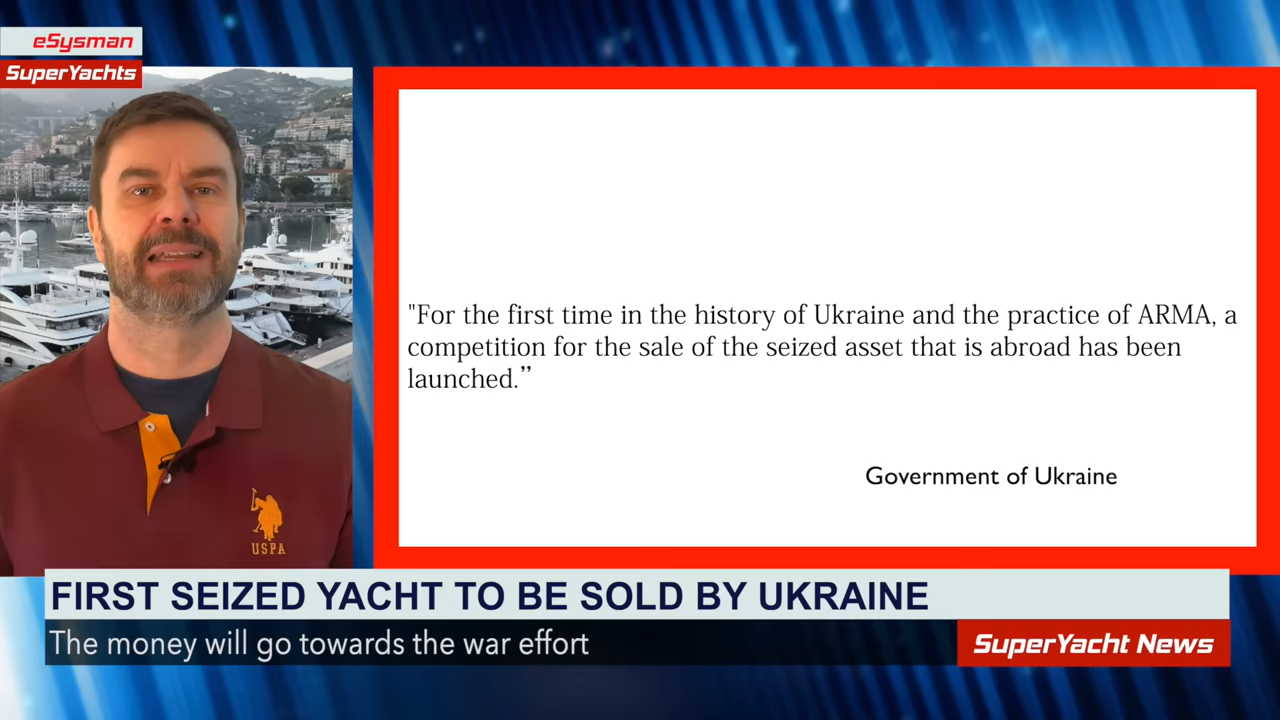 eSysman
SuperYachts
"For the first time in the history of Ukraine and the practice of ARMA, a
competition for the sale of the seized asset that is abroad has been
launched.”
Government of Ukraine
USPA
FIRST SEIZED YACHT TO BE SOLD BY UKRAINE
The money will go towards the war effort
SuperYacht News